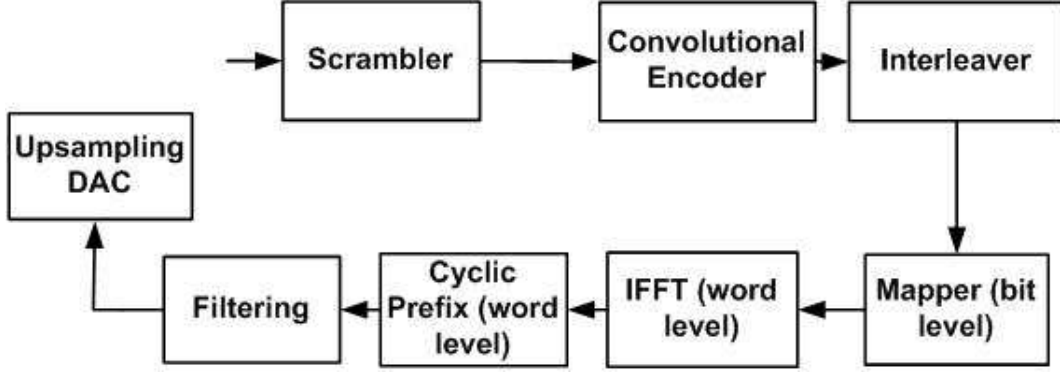 Scrambler
Convolutional
Encoder
Interleaver
Upsampling
DAC
Filtering
Cyclic
Prefix (word
level)
IFFT (word
level)
Mapper (bit
level)